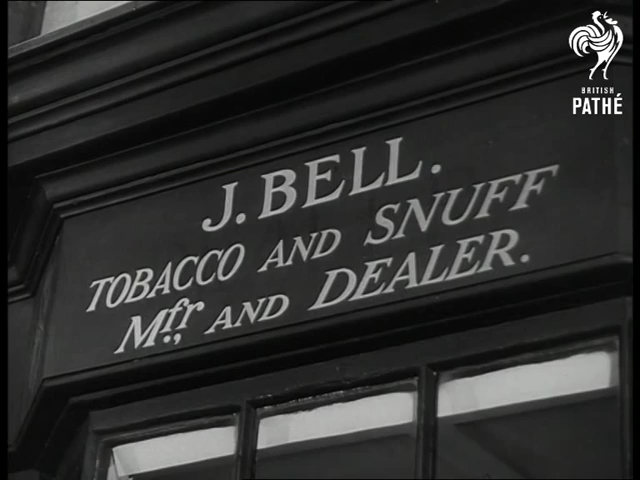 BRITISH
PATHÉ
J. BELL.
TOBACCO AND SNUFF
Mfr., AND DEALER.